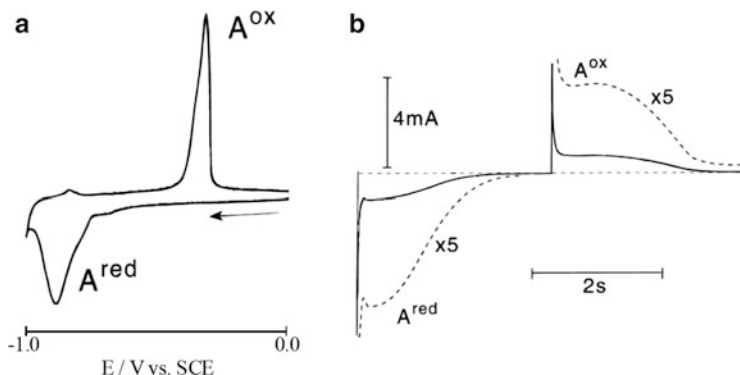 a
A^ox
A^red
-1.0
0.0
E / V vs. SCE
b
A^ox
x5
4mA
x5
A^red
2s